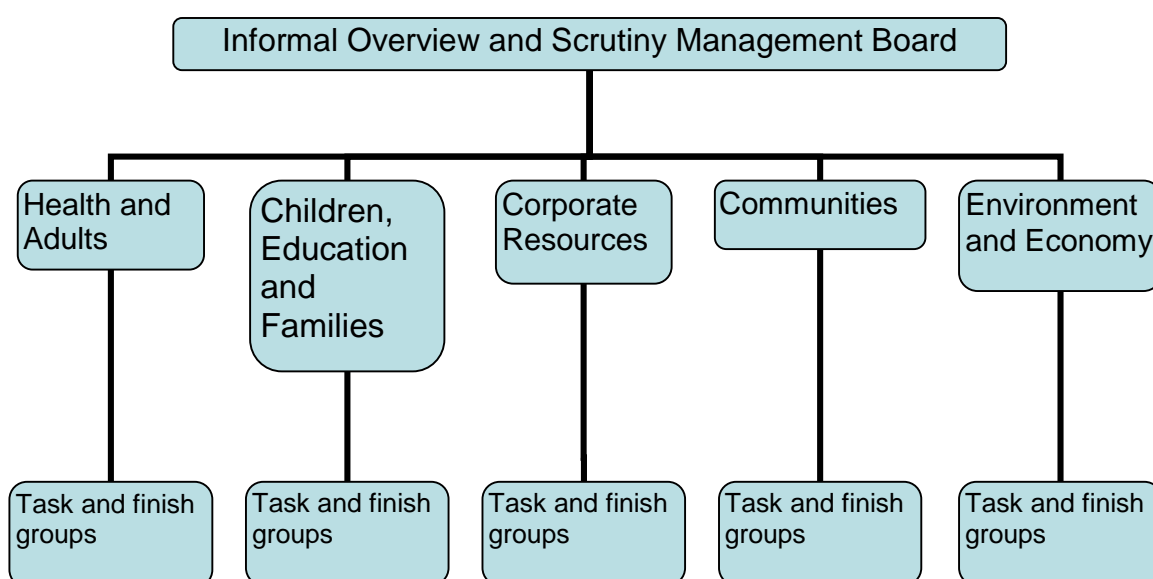 Informal Overview and Scrutiny Management Board
Health and
Adults
Children,
Education
and
Families
Corporate
Resources
Communities
Environment
and Economy
Task and finish
groups
Task and finish
groups
Task and finish
groups
Task and finish
groups
Task and finish
groups